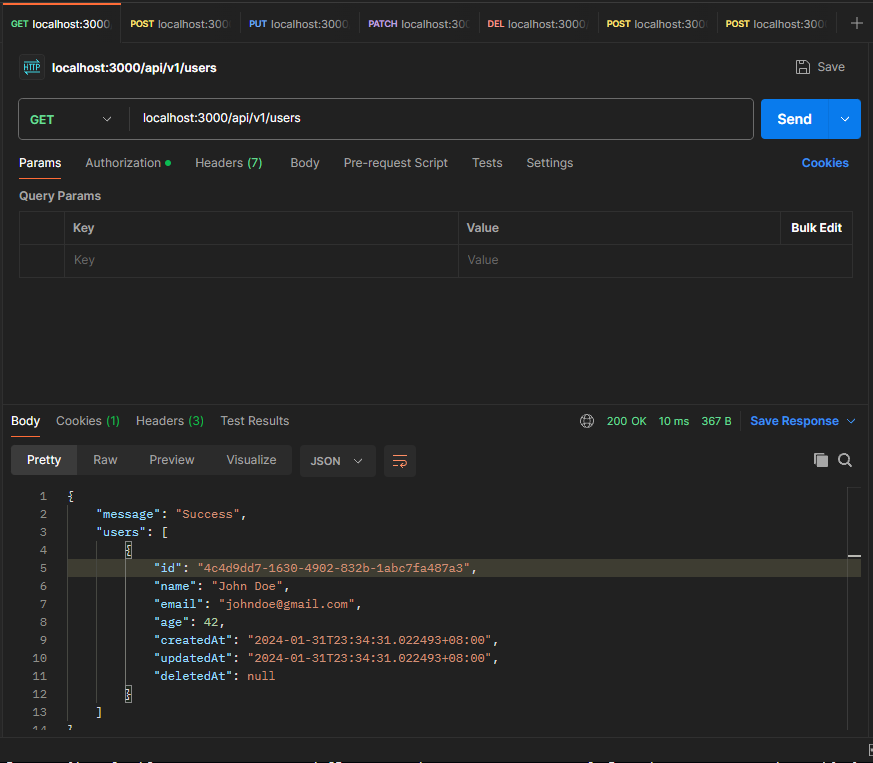 GET localhost:3000 POST localhost:300 PUT localhost:3000 PATCH localhost:300 DEL localhost:3000 POST localhost:300 POST localhost:300
HTTP localhost:3000/api/v1/users Save
GET localhost:3000/api/v1/users Send
Params Authorization Headers (7) Body Pre-request Script Tests Settings Cookies
Query Params
Key Value Bulk Edit
Key Value
Body Cookies (1) Headers (3) Test Results 200 OK 10 ms 367 B Save Response
Pretty Raw Preview Visualize JSON
1 {
2 "message": "Success",
3 "users": [
4 {
5 "id": "4c4d9dd7-1630-4902-832b-1abc7fa487a3",
6 "name": "John Doe",
7 "email": "johndoe@gmail.com",
8 "age": 42,
9 "createdAt": "2024-01-31T23:34:31.022493+08:00",
10 "updatedAt": "2024-01-31T23:34:31.022493+08:00",
11 "deletedAt": null
12 }
13 ]
14 }